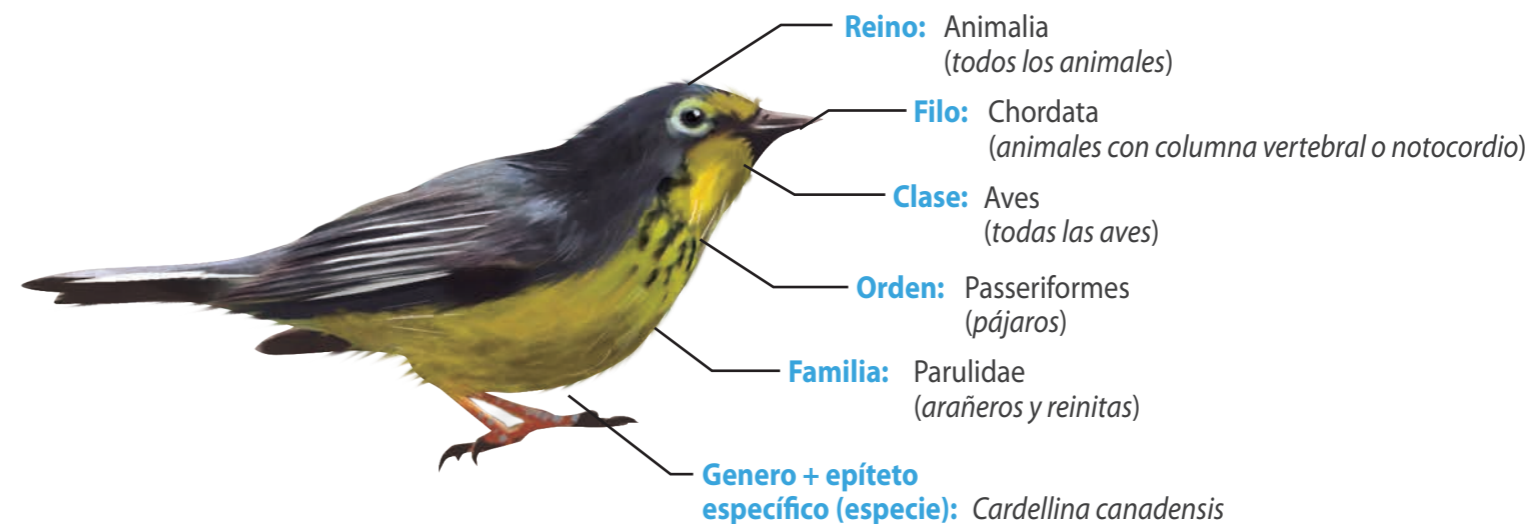 Reino: Animalia
(todos los animales)
Filo: Chordata
(animales con columna vertebral o notocordio)
Clase: Aves
(todas las aves)
Orden: Passeriformes
(pájaros)
Familia: Parulidae
(arañeros y reinitas)
Genero + epíteto
específico (especie): Cardellina canadensis